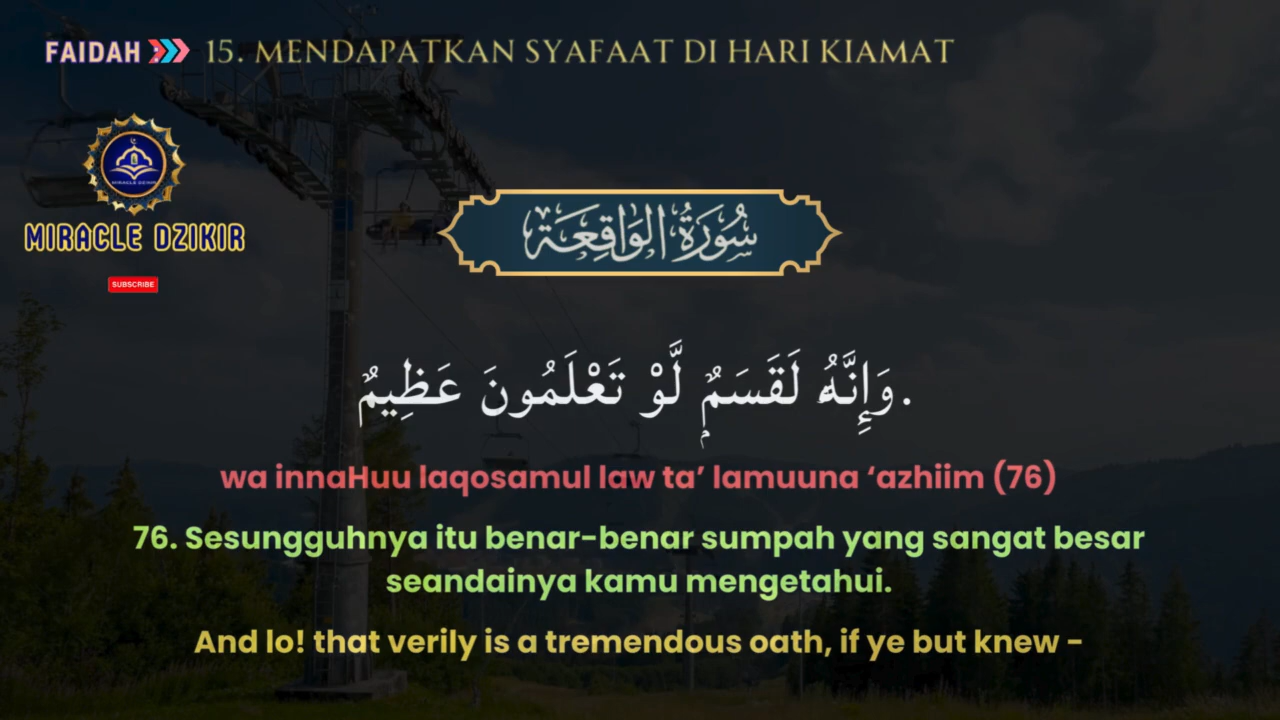 FAIDAH 15. MENDAPATKAN SYAFAAT DI HARI KIAMAT
MIRACLE DZIKIR
MIRACLE DZIKIR
SUBSCRIBE
سُورَةُ الوَاقِعَة
وَإِنَّهُۥ لَقَسَمٌۭ لَّوْ تَعْلَمُونَ عَظِيمٌ.
wa innaHuu laqosamul law ta’ lamuuna ‘azhiim (76)
76. Sesungguhnya itu benar-benar sumpah yang sangat besar
seandainya kamu mengetahui.
And lo! that verily is a tremendous oath, if ye but knew -